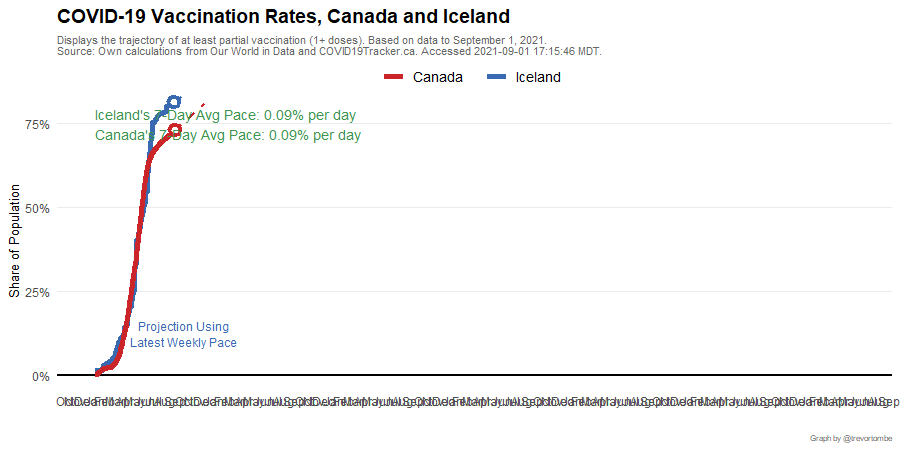 COVID-19 Vaccination Rates, Canada and Iceland
Displays the trajectory of at least partial vaccination (1+ doses). Based on data to September 1, 2021.
Source: Own calculations from Our World in Data and COVID19Tracker.ca. Accessed 2021-09-01 17:15:46 MDT.
Canada Iceland
Iceland's 7-Day Avg Pace: 0.09% per day
Canada's 7-Day Avg Pace: 0.09% per day
75%
50%
25%
0%
Share of Population
Projection Using
Latest Weekly Pace
Graph by @trevortombe